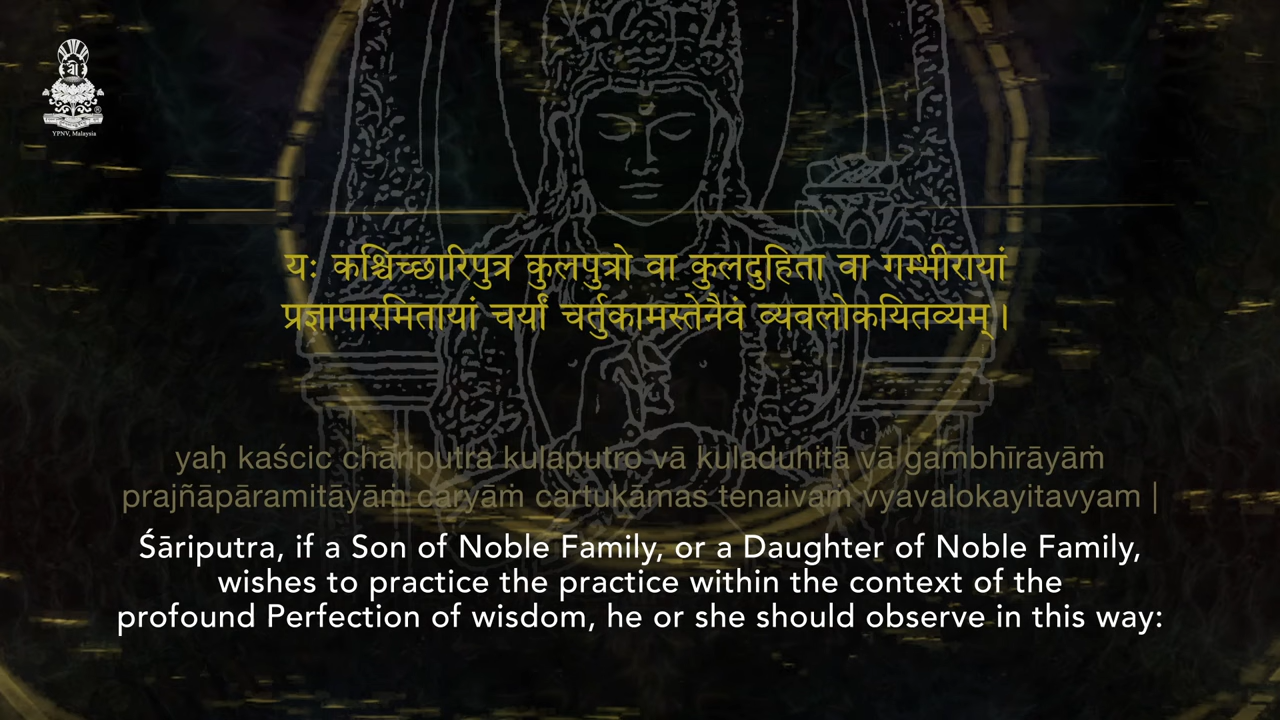 YPNV, Malaysia
यः कश्चिच्छारिपुत्र कुलपुत्रो वा कुलदुहिता वा गम्भीरायां
प्रज्ञापारमितायां चर्यां चर्तुकामस्तेनैवं व्यवलोकयितव्यम् ।
yaḥ kaścic chāriputra kulaputro vā kuladuhitā vā gambhīrāyāṁ
prajñāpāramitāyāṁ caryāṁ cartukāmas tenaivaṁ vyavalokayitavyam |
Śāriputra, if a Son of Noble Family, or a Daughter of Noble Family,
wishes to practice the practice within the context of the
profound Perfection of wisdom, he or she should observe in this way: